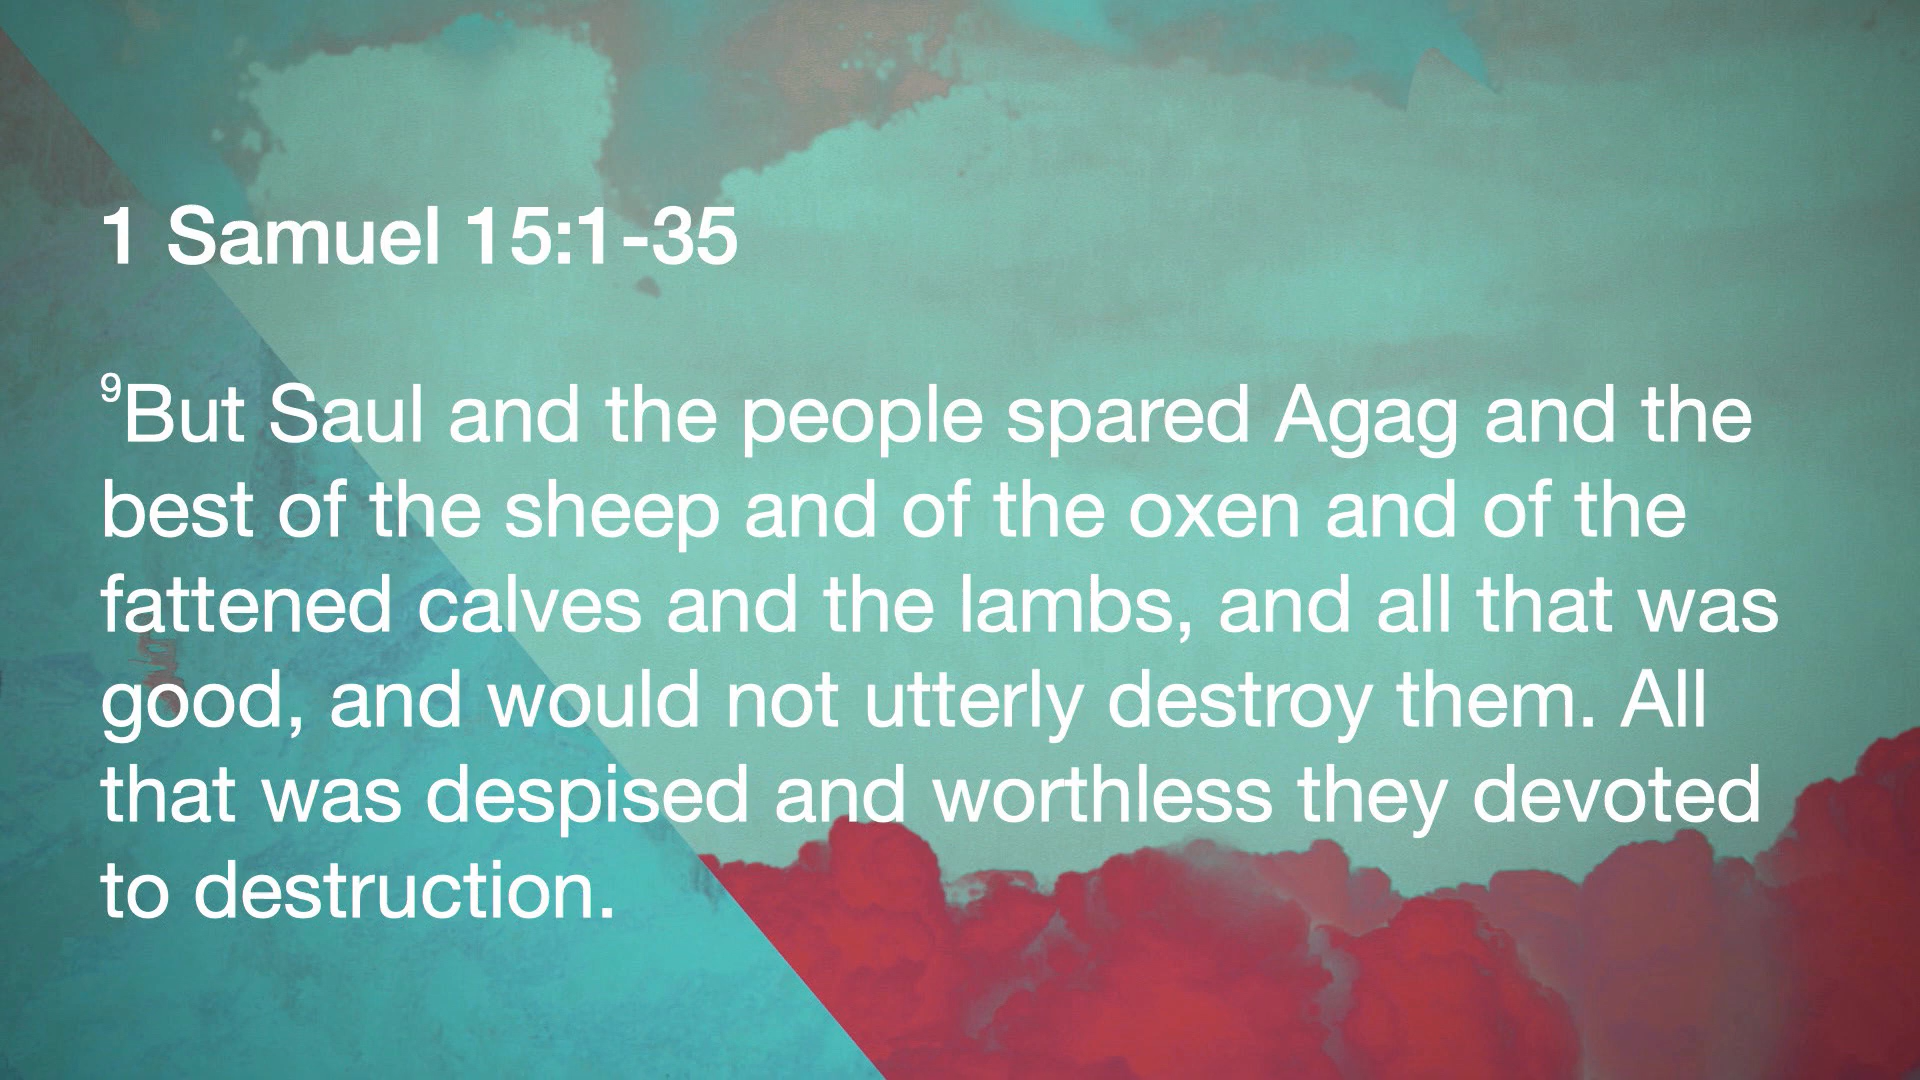 1 Samuel 15:1-35
⁹But Saul and the people spared Agag and the
best of the sheep and of the oxen and of the
fattened calves and the lambs, and all that was
good, and would not utterly destroy them. All
that was despised and worthless they devoted
to destruction.